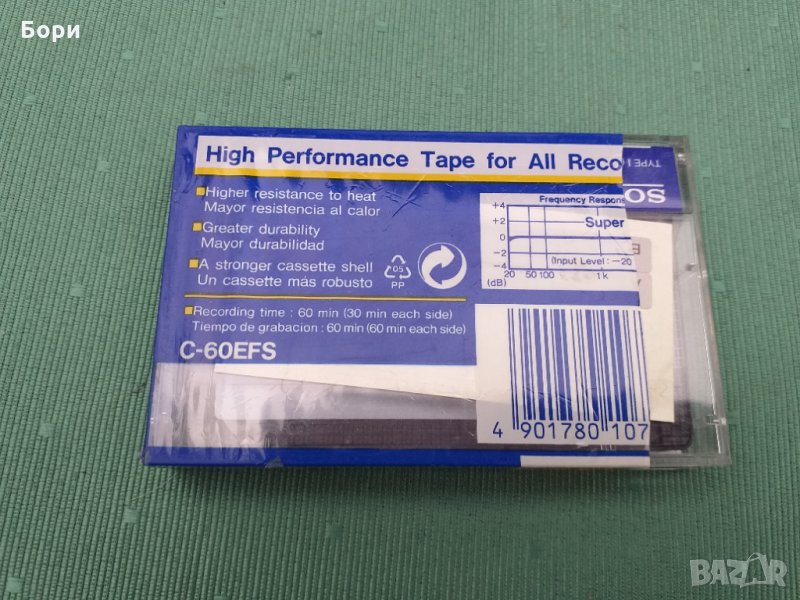 Бори
High Performance Tape for All Reco
TYPE I
SO
Higher resistance to heat
Mayor resistencia al calor
Greater durability
Mayor durabilidad
A stronger cassette shell
Un cassette más robusto
05
PP
Frequency Respons
+4
+2
0
−2
−4
Super
(Input Level : −20
20 50 100 1k
(dB)
Recording time : 60 min (30 min each side)
Tiempo de grabacion : 60 min (60 min each side)
C-60EFS
4 901780 107
BAZAR